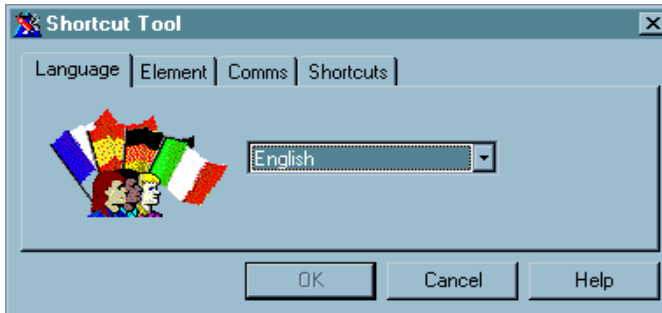 Shortcut Tool
Language Element Comms Shortcuts
English
OK Cancel Help